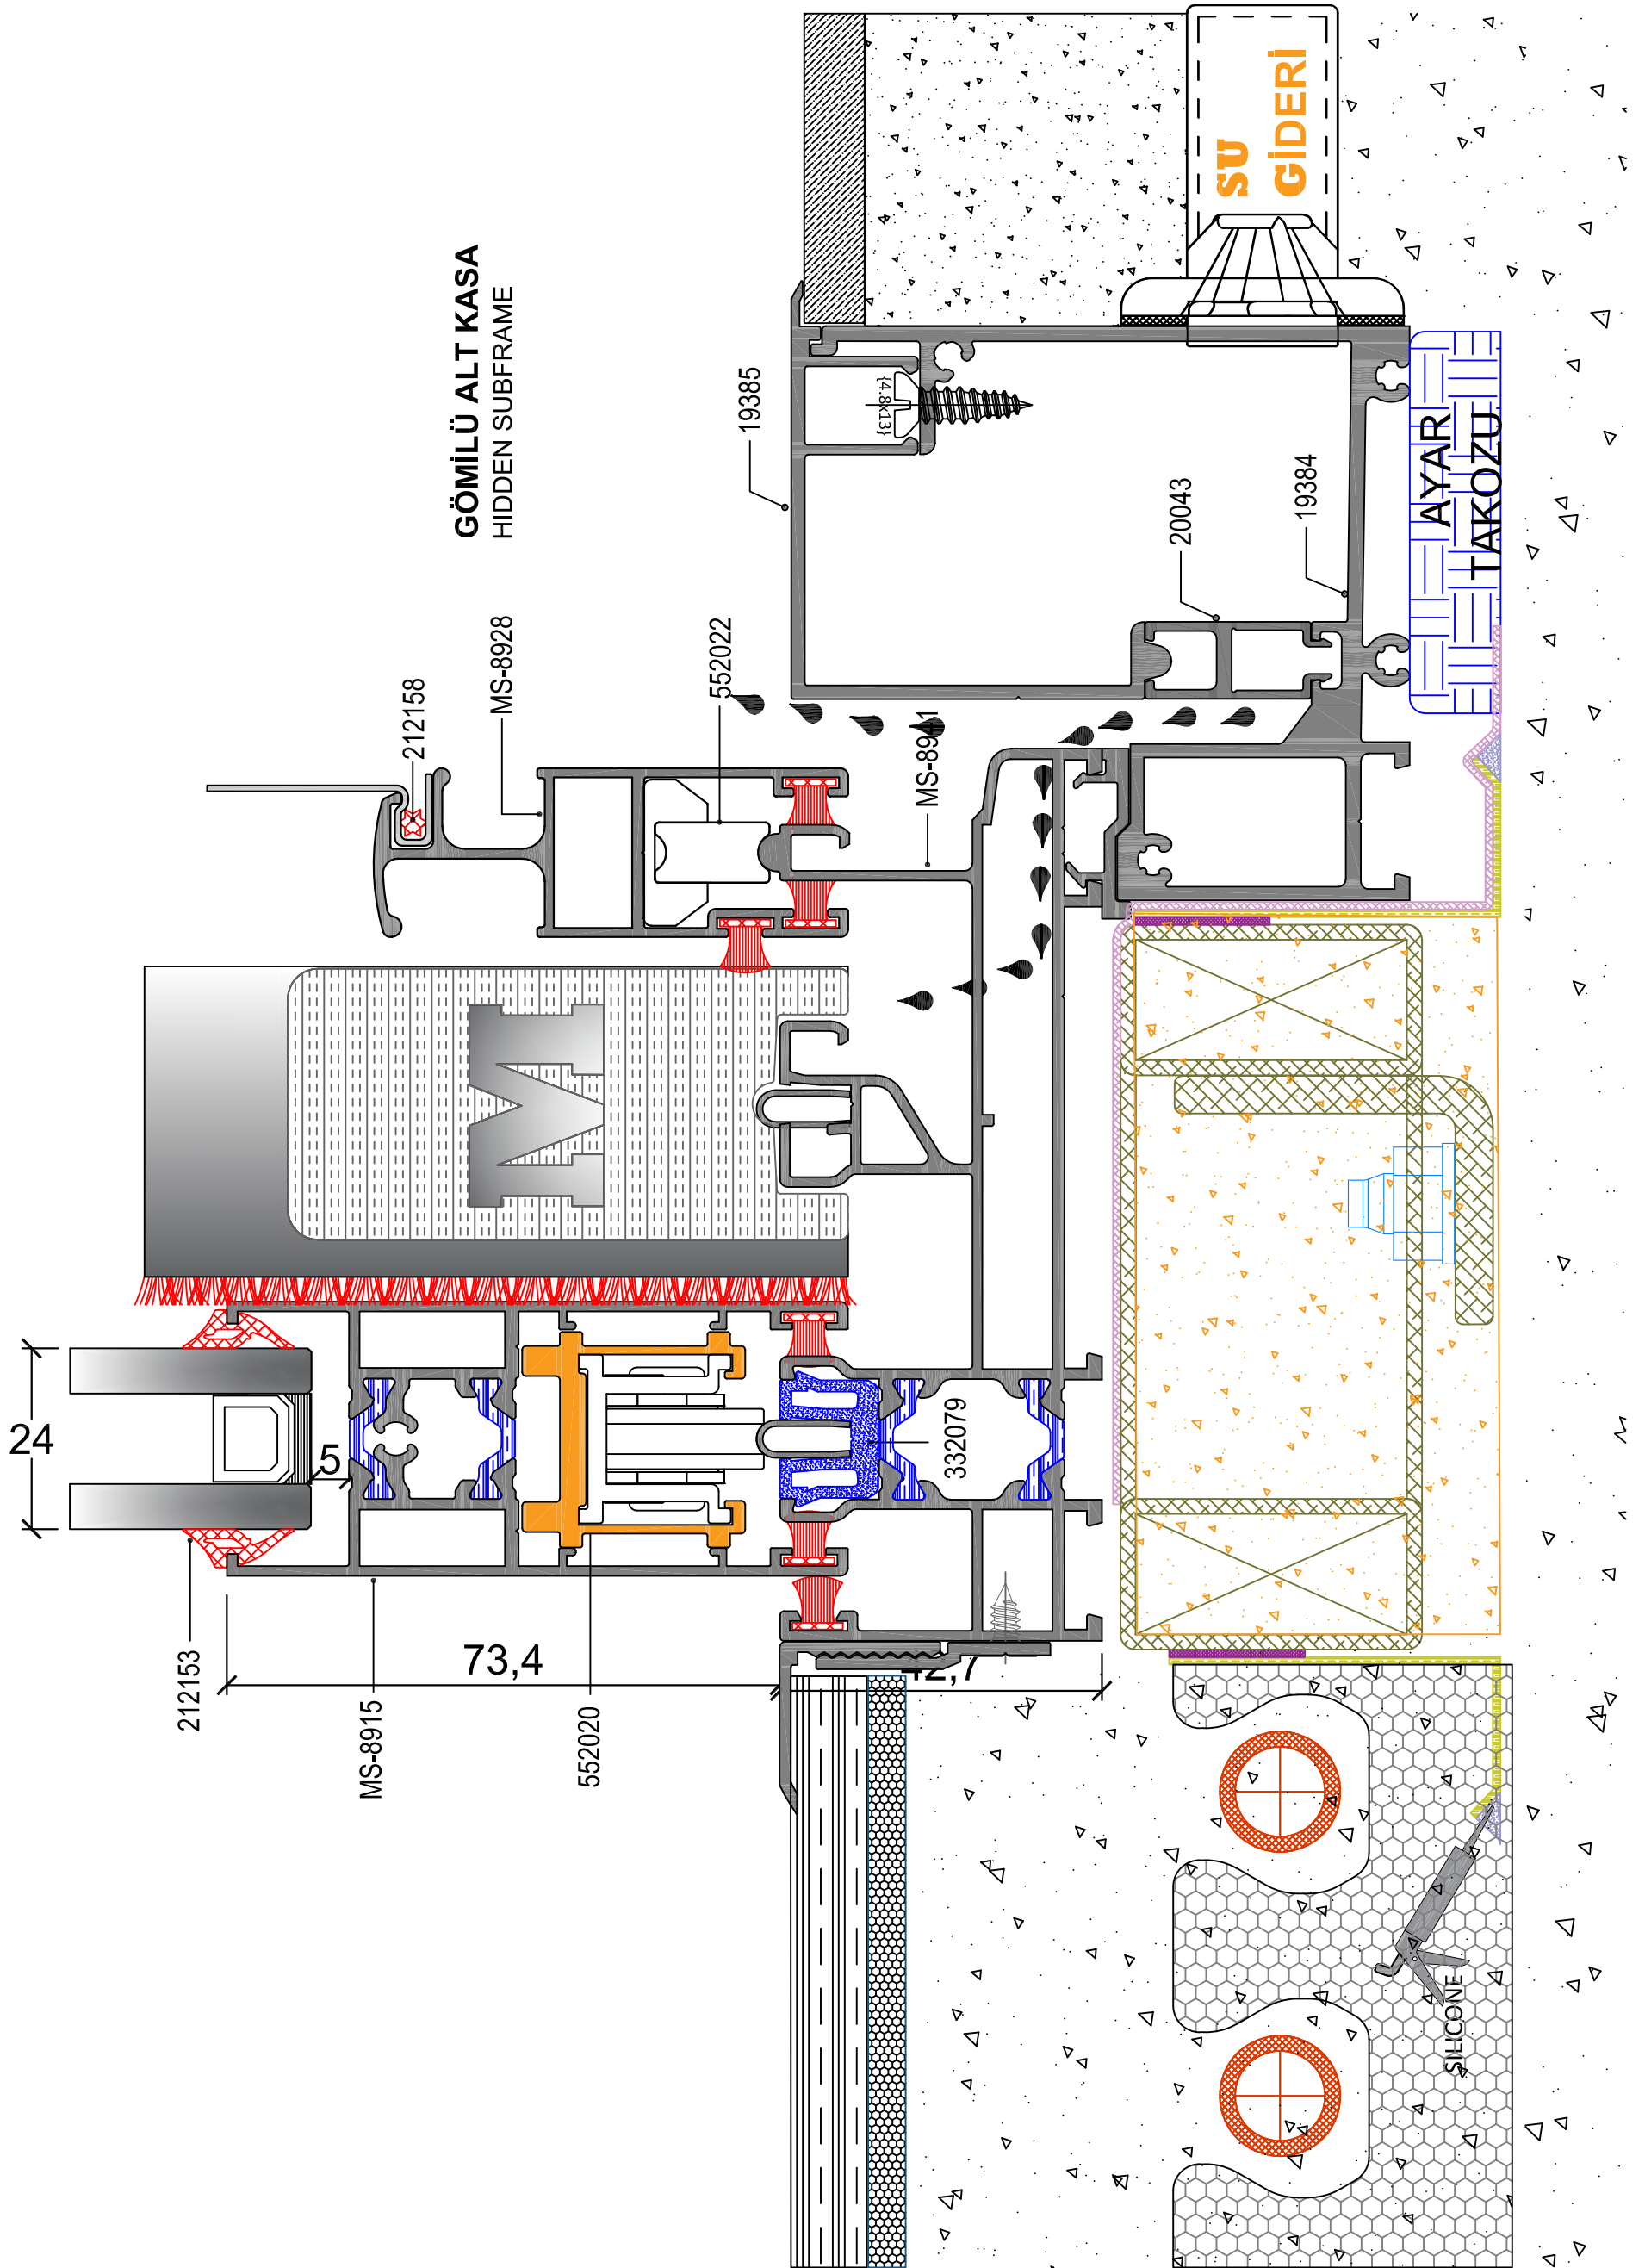 GÖMİLÜ ALT KASA
HIDDEN SUBFRAME
SU
GİDERİ
19385
{4.8x13}
212158
MS-8928
552022
MS-8941
20043
19384
AYAR
TAKOZU
M
24
5
332079
73,4
42,7
212153
MS-8915
552020
SILICONE